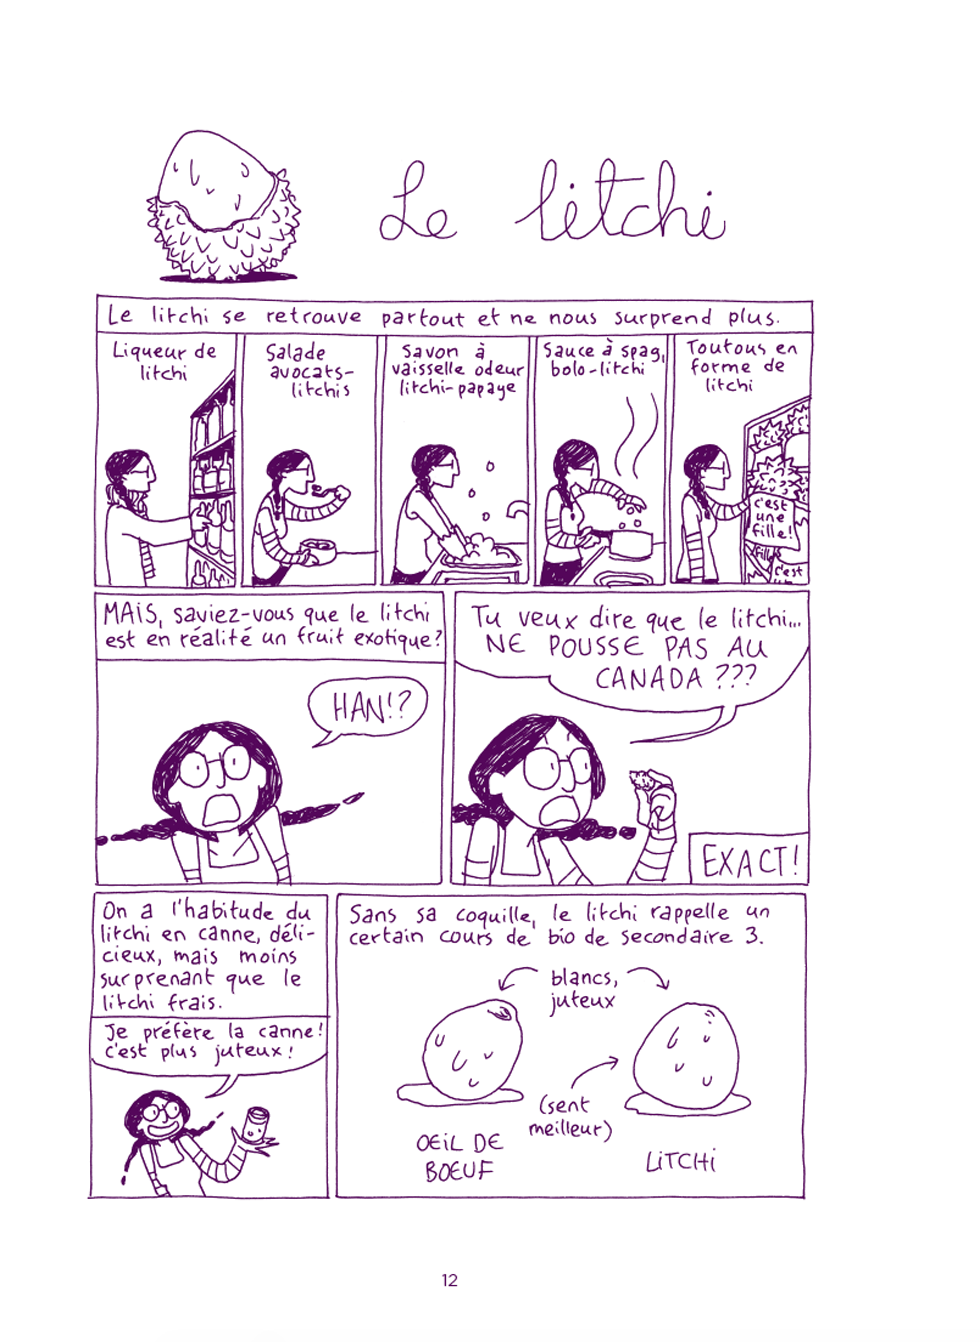 Le litchi
Le litchi se retrouve partout et ne nous surprend plus.
Liqueur de
litchi
Salade
avocats-
litchis
Savon à
vaisselle odeur
litchi-papaye
Sauce à spag,
bolo-litchi
Toutous en
forme de
litchi
c'est
une
fille!
fille
c'est
MAIS, saviez-vous que le litchi
est en réalité un fruit exotique?
HAN!?
Tu veux dire que le litchi...
NE POUSSE PAS AU
CANADA ???
EXACT!
On a l'habitude du
litchi en canne, déli-
cieux, mais moins
surprenant que le
litchi frais.
Je préfère la canne!
c'est plus juteux!
Sans sa coquille, le litchi rappelle un
certain cours de bio de secondaire 3.
blancs,
juteux
(sent
meilleur)
OEIL DE
BOEUF
LITCHI
12